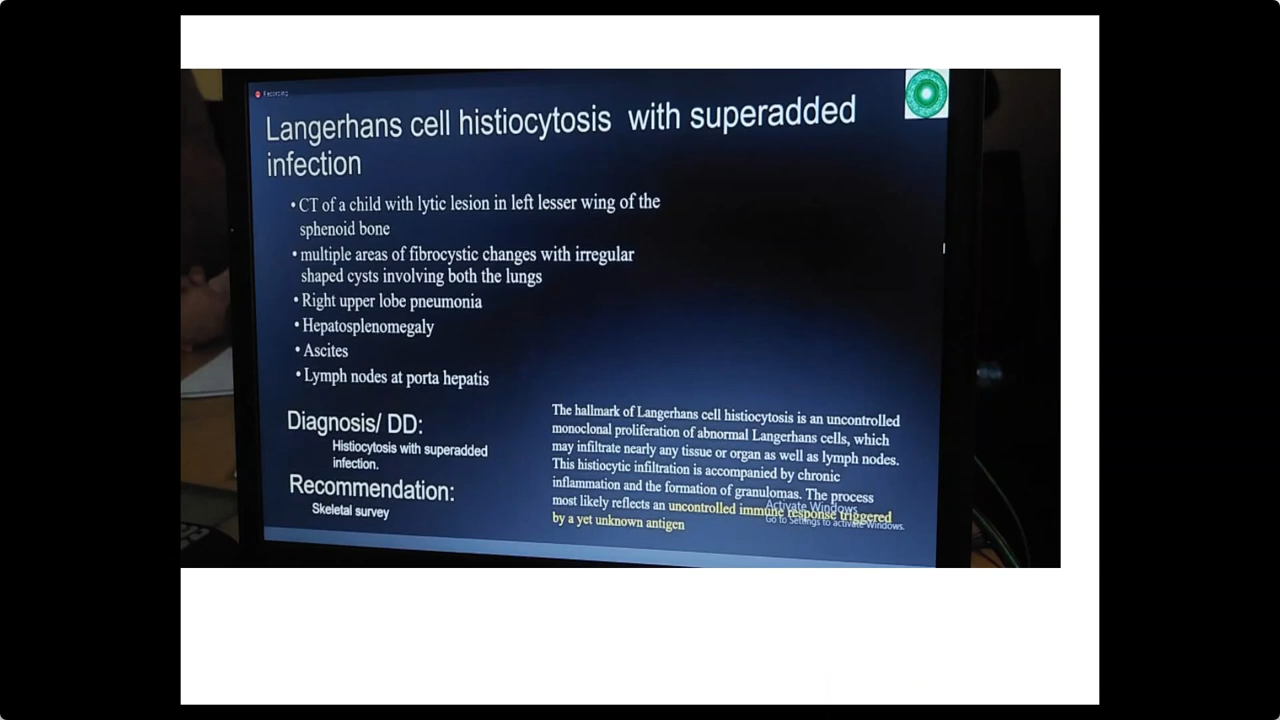 Recording
Langerhans cell histiocytosis with superadded
infection
• CT of a child with lytic lesion in left lesser wing of the
sphenoid bone
• multiple areas of fibrocystic changes with irregular
shaped cysts involving both the lungs
• Right upper lobe pneumonia
• Hepatosplenomegaly
• Ascites
• Lymph nodes at porta hepatis
Diagnosis/ DD:
Histiocytosis with superadded
infection.
Recommendation:
Skeletal survey
The hallmark of Langerhans cell histiocytosis is an uncontrolled
monoclonal proliferation of abnormal Langerhans cells, which
may infiltrate nearly any tissue or organ as well as lymph nodes.
This histiocytic infiltration is accompanied by chronic
inflammation and the formation of granulomas. The process
most likely reflects an uncontrolled immune response triggered
by a yet unknown antigen
Activate Windows
Go to Settings to activate Windows.